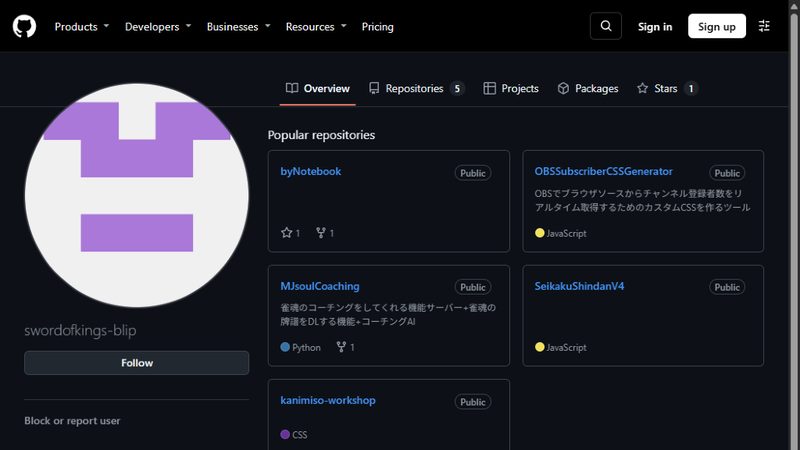 Products Developers Businesses Resources Pricing Sign in Sign up
Overview Repositories 5 Projects Packages Stars 1
swordofkings-blip
Follow
Block or report user
Popular repositories
byNotebook Public
1 1
OBSSubscriberCSSGenerator Public
OBSでブラウザソースからチャンネル登録者数をリ
アルタイム取得するためのカスタムCSSを作るツール
JavaScript
MJsoulCoaching Public
雀魂のコーチングをしてくれる機能サーバー+雀魂の
牌譜をDLする機能+コーチングAI
Python 1
SeikakuShindanV4 Public
JavaScript
kanimiso-workshop Public
CSS